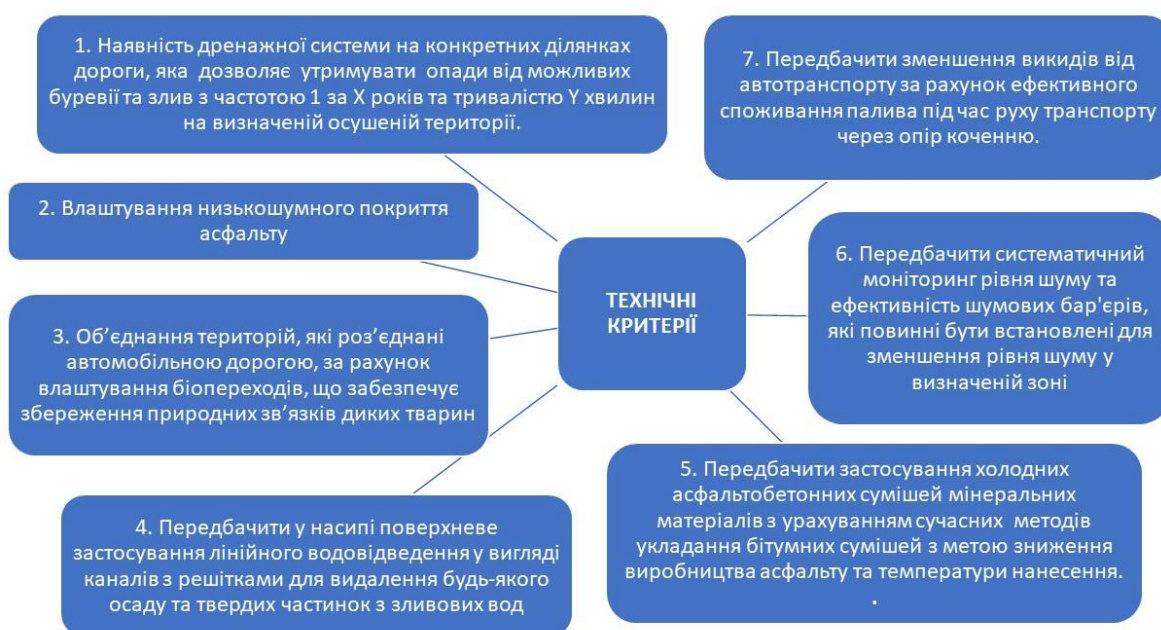 1. Наявність дренажної системи на конкретних ділянках
дороги, яка дозволяє утримувати опади від можливих
буревії та злив з частотою 1 за X років та тривалістю Y хвилин
на визначеній осушеній території.
2. Влаштування низькошумного покриття
асфальту
3. Об’єднання територій, які роз’єднані
автомобільною дорогою, за рахунок
влаштування біопереходів, що забезпечує
збереження природних зв’язків диких тварин
4. Передбачити у насипі поверхневе
застосування лінійного водовідведення у вигляді
каналів з решітками для видалення будь-якого
осаду та твердих частинок з зливових вод
ТЕХНІЧНІ
КРИТЕРІЇ
5. Передбачити застосування холодних
асфальтобетонних сумішей мінеральних
матеріалів з урахуванням сучасних методів
укладання бітумних сумішей з метою зниження
виробництва асфальту та температури нанесення.
.
6. Передбачити систематичний
моніторинг рівня шуму та
ефективність шумових бар'єрів,
які повинні бути встановлені для
зменшення рівня шуму у
визначеній зоні
7. Передбачити зменшення викидів від
автотранспорту за рахунок ефективного
споживання палива під час руху транспорту
через опір коченню.